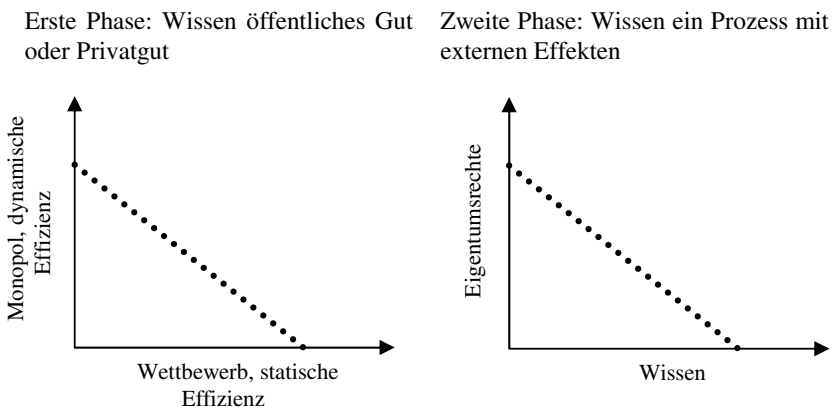 Erste Phase: Wissen öffentliches Gut
oder Privatgut
Zweite Phase: Wissen ein Prozess mit
externen Effekten
Monopol, dynamische
Effizienz
Wettbewerb, statische
Effizienz
Eigentumsrechte
Wissen